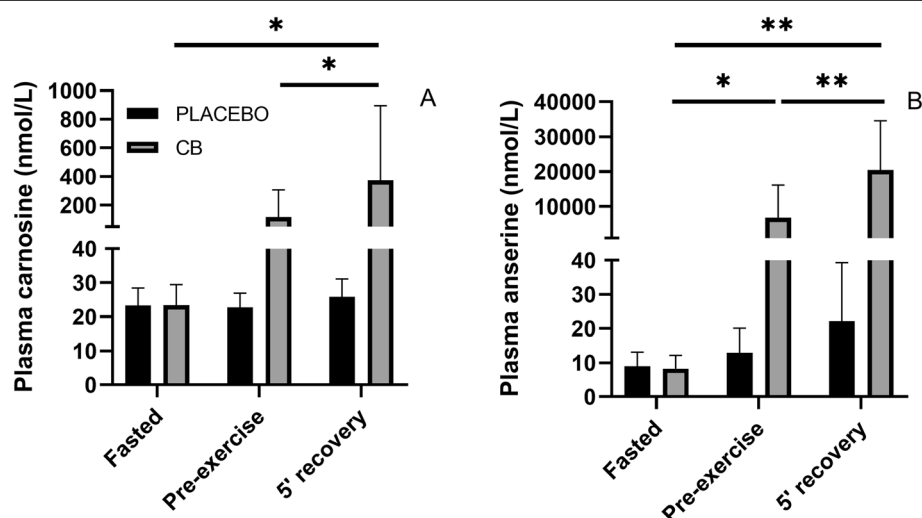 *
*
A
Plasma carnosine (nmol/L)
1000
800
600
400
200
40
30
20
10
0
PLACEBO
CB
Fasted
Pre-exercise
5' recovery
**
*
**
B
Plasma anserine (nmol/L)
40000
30000
20000
10000
40
30
20
10
0
Fasted
Pre-exercise
5' recovery